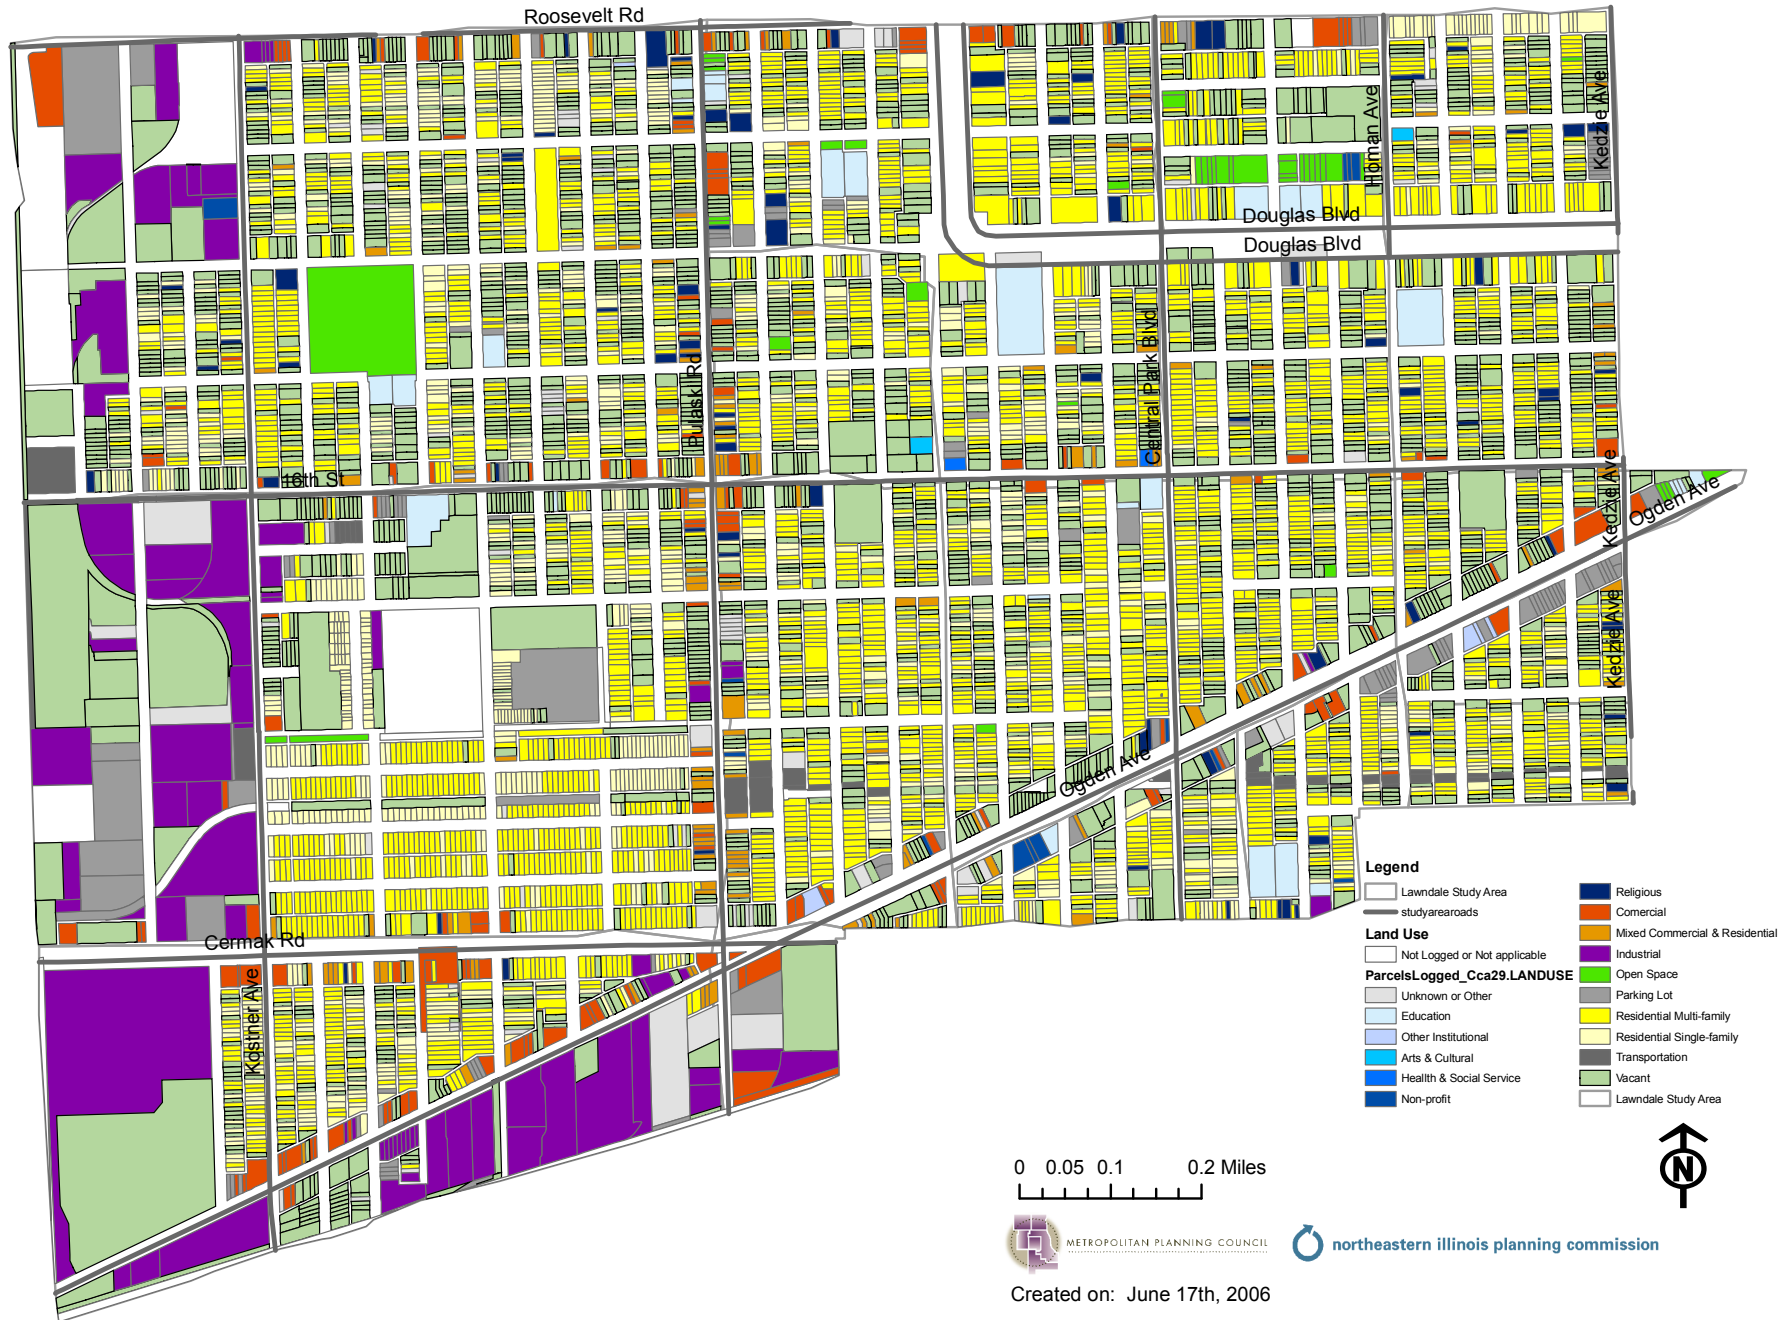 Roosevelt Rd
Kedzie Ave
Homan Ave
Douglas Blvd
Douglas Blvd
Central Park Blvd
Pulaski Rd
16th St
Kedzie Ave
Ogden Ave
Kedzie Ave
Ogden Ave
Cermak Rd
Kostner Ave
Legend
Lawndale Study Area
studyarearoads
Land Use
Not Logged or Not applicable
ParcelsLogged_Cca29.LANDUSE
Unknown or Other
Education
Other Institutional
Arts & Cultural
Heallth & Social Service
Non-profit
Religious
Comercial
Mixed Commercial & Residential
Industrial
Open Space
Parking Lot
Residential Multi-family
Residential Single-family
Transportation
Vacant
Lawndale Study Area
N
0 0.05 0.1 0.2 Miles
METROPOLITAN PLANNING COUNCIL
northeastern illinois planning commission
Created on: June 17th, 2006